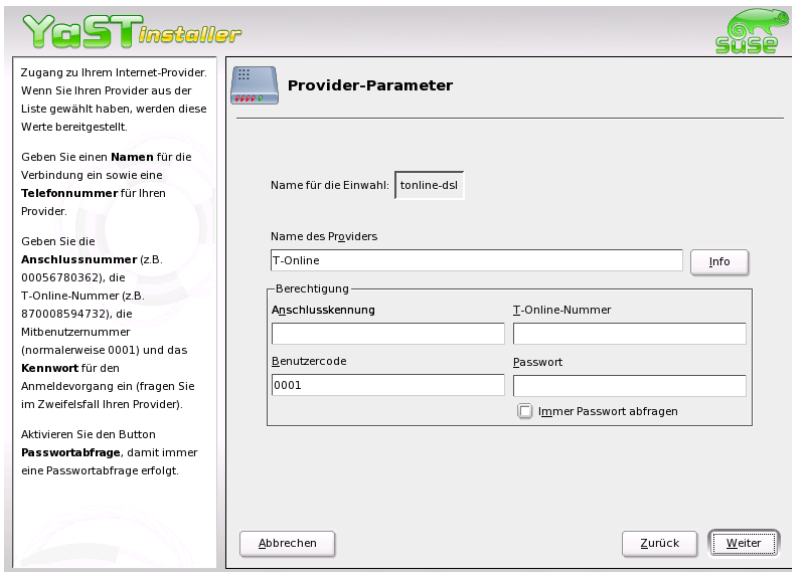 YaST installer
suse
Zugang zu Ihrem Internet-Provider.
Wenn Sie Ihren Provider aus der
Liste gewählt haben, werden diese
Werte bereitgestellt.
Geben Sie einen Namen für die
Verbindung ein sowie eine
Telefonnummer für Ihren
Provider.
Geben Sie die
Anschlussnummer (z.B.
00056780362), die
T-Online-Nummer (z.B.
870008594732), die
Mitbenutzernummer
(normalerweise 0001) und das
Kennwort für den
Anmeldevorgang ein (fragen Sie
im Zweifelsfall Ihren Provider).
Aktivieren Sie den Button
Passwortabfrage, damit immer
eine Passwortabfrage erfolgt.
Provider-Parameter
Name für die Einwahl: tonline-dsl
Name des Providers
T-Online
Info
Berechtigung
Anschlusskennung
T-Online-Nummer
Benutzercode
Passwort
0001
Immer Passwort abfragen
Abbrechen
Zurück
Weiter